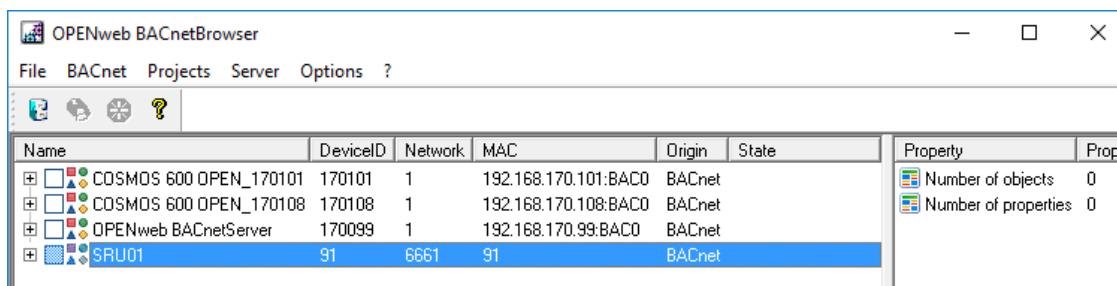 OPENweb BACnetBrowser
File BACnet Projects Server Options ?
Name DeviceID Network MAC Origin State Property Prop
COSMOS 600 OPEN_170101 170101 1 192.168.170.101:BAC0 BACnet Number of objects 0
COSMOS 600 OPEN_170108 170108 1 192.168.170.108:BAC0 BACnet Number of properties 0
OPENweb BACnetServer 170099 1 192.168.170.99:BAC0 BACnet
SRU01 91 6661 91 BACnet